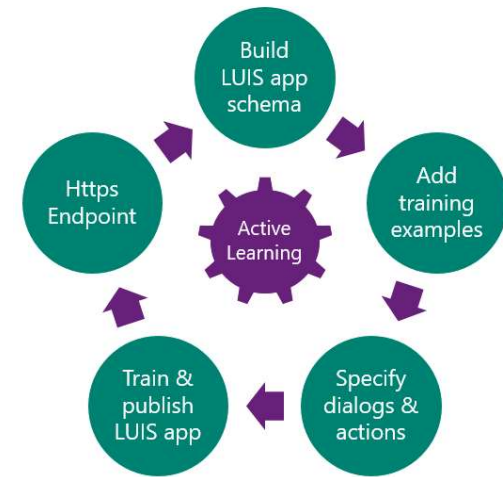 Build
LUIS app
schema
Add
training
examples
Specify
dialogs &
actions
Train &
publish
LUIS app
Https
Endpoint
Active
Learning